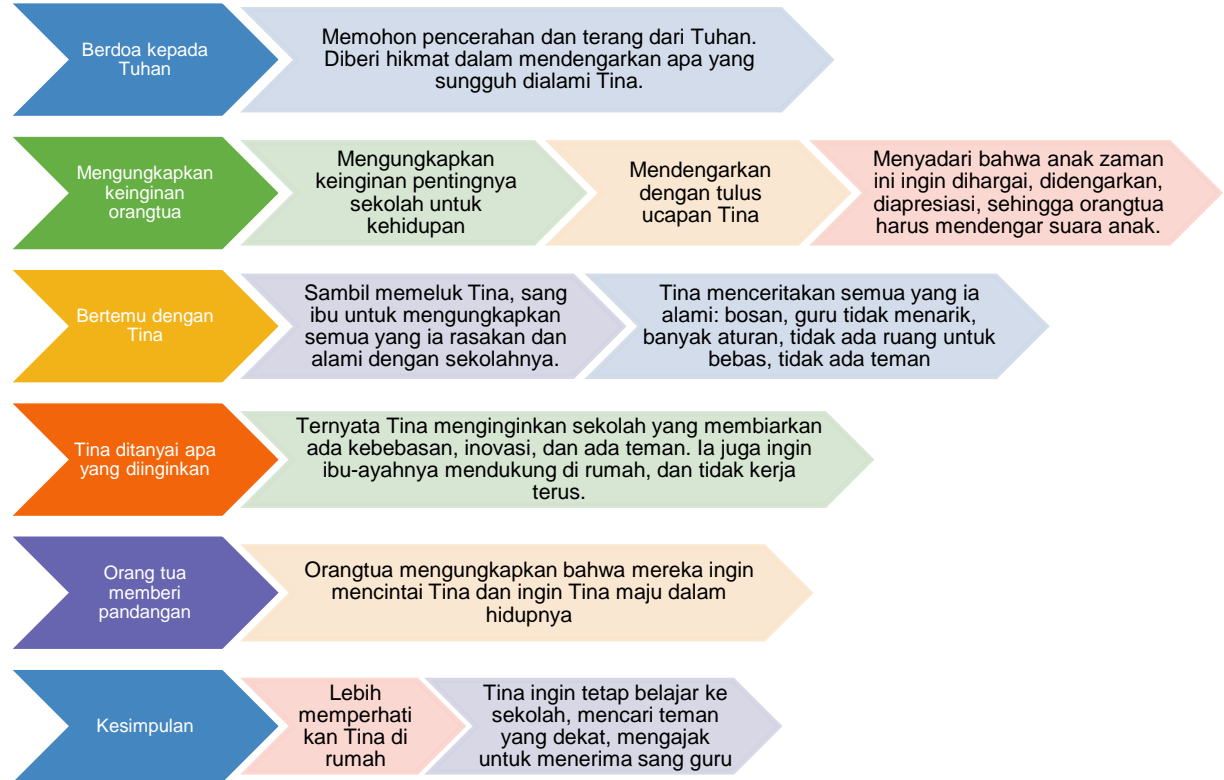 Berdoa kepada
Tuhan
Memohon pencerahan dan terang dari Tuhan.
Diberi hikmat dalam mendengarkan apa yang
sungguh dialami Tina.
Mengungkapkan
keinginan
orangtua
Mengungkapkan
keinginan pentingnya
sekolah untuk
kehidupan
Mendengarkan
dengan tulus
ucapan Tina
Menyadari bahwa anak zaman
ini ingin dihargai, didengarkan,
diapresiasi, sehingga orangtua
harus mendengar suara anak.
Bertemu dengan
Tina
Sambil memeluk Tina, sang
ibu untuk mengungkapkan
semua yang ia rasakan dan
alami dengan sekolahnya.
Tina menceritakan semua yang ia
alami: bosan, guru tidak menarik,
banyak aturan, tidak ada ruang untuk
bebas, tidak ada teman
Tina ditanyai apa
yang diinginkan
Ternyata Tina menginginkan sekolah yang membiarkan
ada kebebasan, inovasi, dan ada teman. Ia juga ingin
ibu-ayahnya mendukung di rumah, dan tidak kerja
terus.
Orang tua
memberi
pandangan
Orangtua mengungkapkan bahwa mereka ingin
mencintai Tina dan ingin Tina maju dalam
hidupnya
Kesimpulan
Lebih
memperhati
kan Tina di
rumah
Tina ingin tetap belajar ke
sekolah, mencari teman
yang dekat, mengajak
untuk menerima sang guru